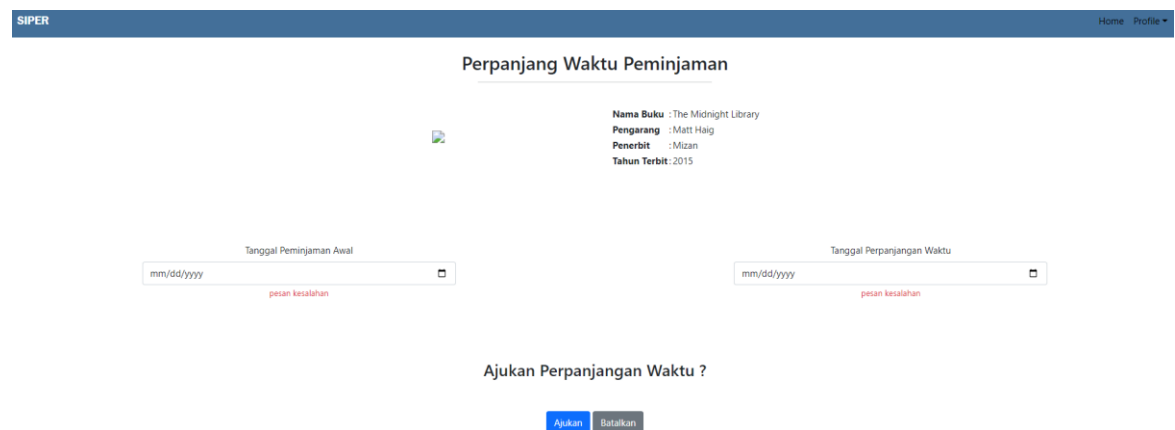 SIPER Home Profile
Perpanjang Waktu Peminjaman
Nama Buku : The Midnight Library
Pengarang : Matt Haig
Penerbit : Mizan
Tahun Terbit : 2015
Tanggal Peminjaman Awal Tanggal Perpanjangan Waktu
mm/dd/yyyy mm/dd/yyyy
pesan kesalahan pesan kesalahan
Ajukan Perpanjangan Waktu ?
Ajukan Batalkan